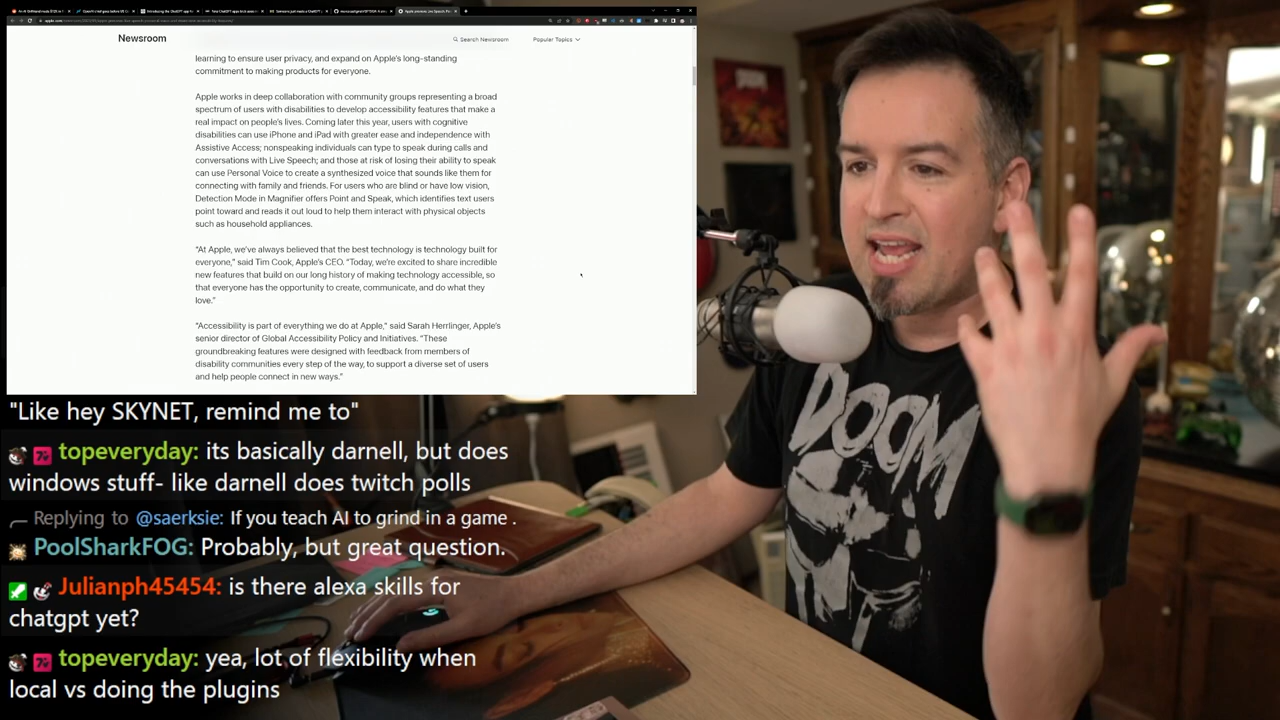 Newsroom
Search Newsroom
Popular Topics
learning to ensure user privacy, and expand on Apple's long-standing
commitment to making products for everyone.
Apple works in deep collaboration with community groups representing a broad
spectrum of users with disabilities to develop accessibility features that make a
real impact on people's lives. Coming later this year, users with cognitive
disabilities can use iPhone and iPad with greater ease and independence with
Assistive Access; nonspeaking individuals can type to speak during calls and
conversations with Live Speech; and those at risk of losing their ability to speak
can use Personal Voice to create a synthesized voice that sounds like them for
connecting with family and friends. For users who are blind or have low vision,
Detection Mode in Magnifier offers Point and Speak, which identifies text users
point toward and reads it out loud to help them interact with physical objects
such as household appliances.
“At Apple, we've always believed that the best technology is technology built for
everyone,” said Tim Cook, Apple's CEO. “Today, we're excited to share incredible
new features that build on our long history of making technology accessible, so
that everyone has the opportunity to create, communicate, and do what they
love.”
“Accessibility is part of everything we do at Apple,” said Sarah Herrlinger, Apple's
senior director of Global Accessibility Policy and Initiatives. “These
groundbreaking features were designed with feedback from members of
disability communities every step of the way, to support a diverse set of users
and help people connect in new ways.”
"Like hey SKYNET, remind me to"
topeveryday: its basically darnell, but does
windows stuff- like darnell does twitch polls
Replying to @saerksie: If you teach AI to grind in a game .
PoolSharkFOG: Probably, but great question.
Julianph45454: is there alexa skills for
chatgpt yet?
topeveryday: yea, lot of flexibility when
local vs doing the plugins
DOOM
DOOM